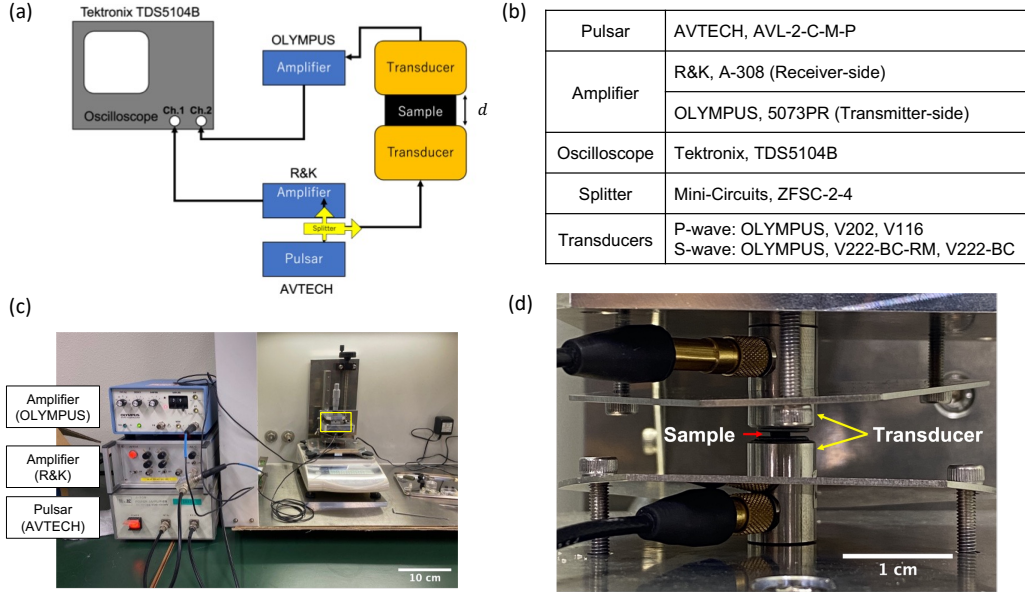 (a)
Tektronix TDS5104B
Ch.1 Ch.2
Oscilloscope
OLYMPUS
Amplifier
Transducer
Sample
d
Transducer
R&K
Amplifier
Splitter
Pulsar
AVTECH
(b)
Pulsar AVTECH, AVL-2-C-M-P
Amplifier R&K, A-308 (Receiver-side)
OLYMPUS, 5073PR (Transmitter-side)
Oscilloscope Tektronix, TDS5104B
Splitter Mini-Circuits, ZFSC-2-4
Transducers P-wave: OLYMPUS, V202, V116
S-wave: OLYMPUS, V222-BC-RM, V222-BC
(c)
Amplifier
(OLYMPUS)
Amplifier
(R&K)
Pulsar
(AVTECH)
OLYMPUS
10 cm
(d)
Sample
Transducer
1 cm